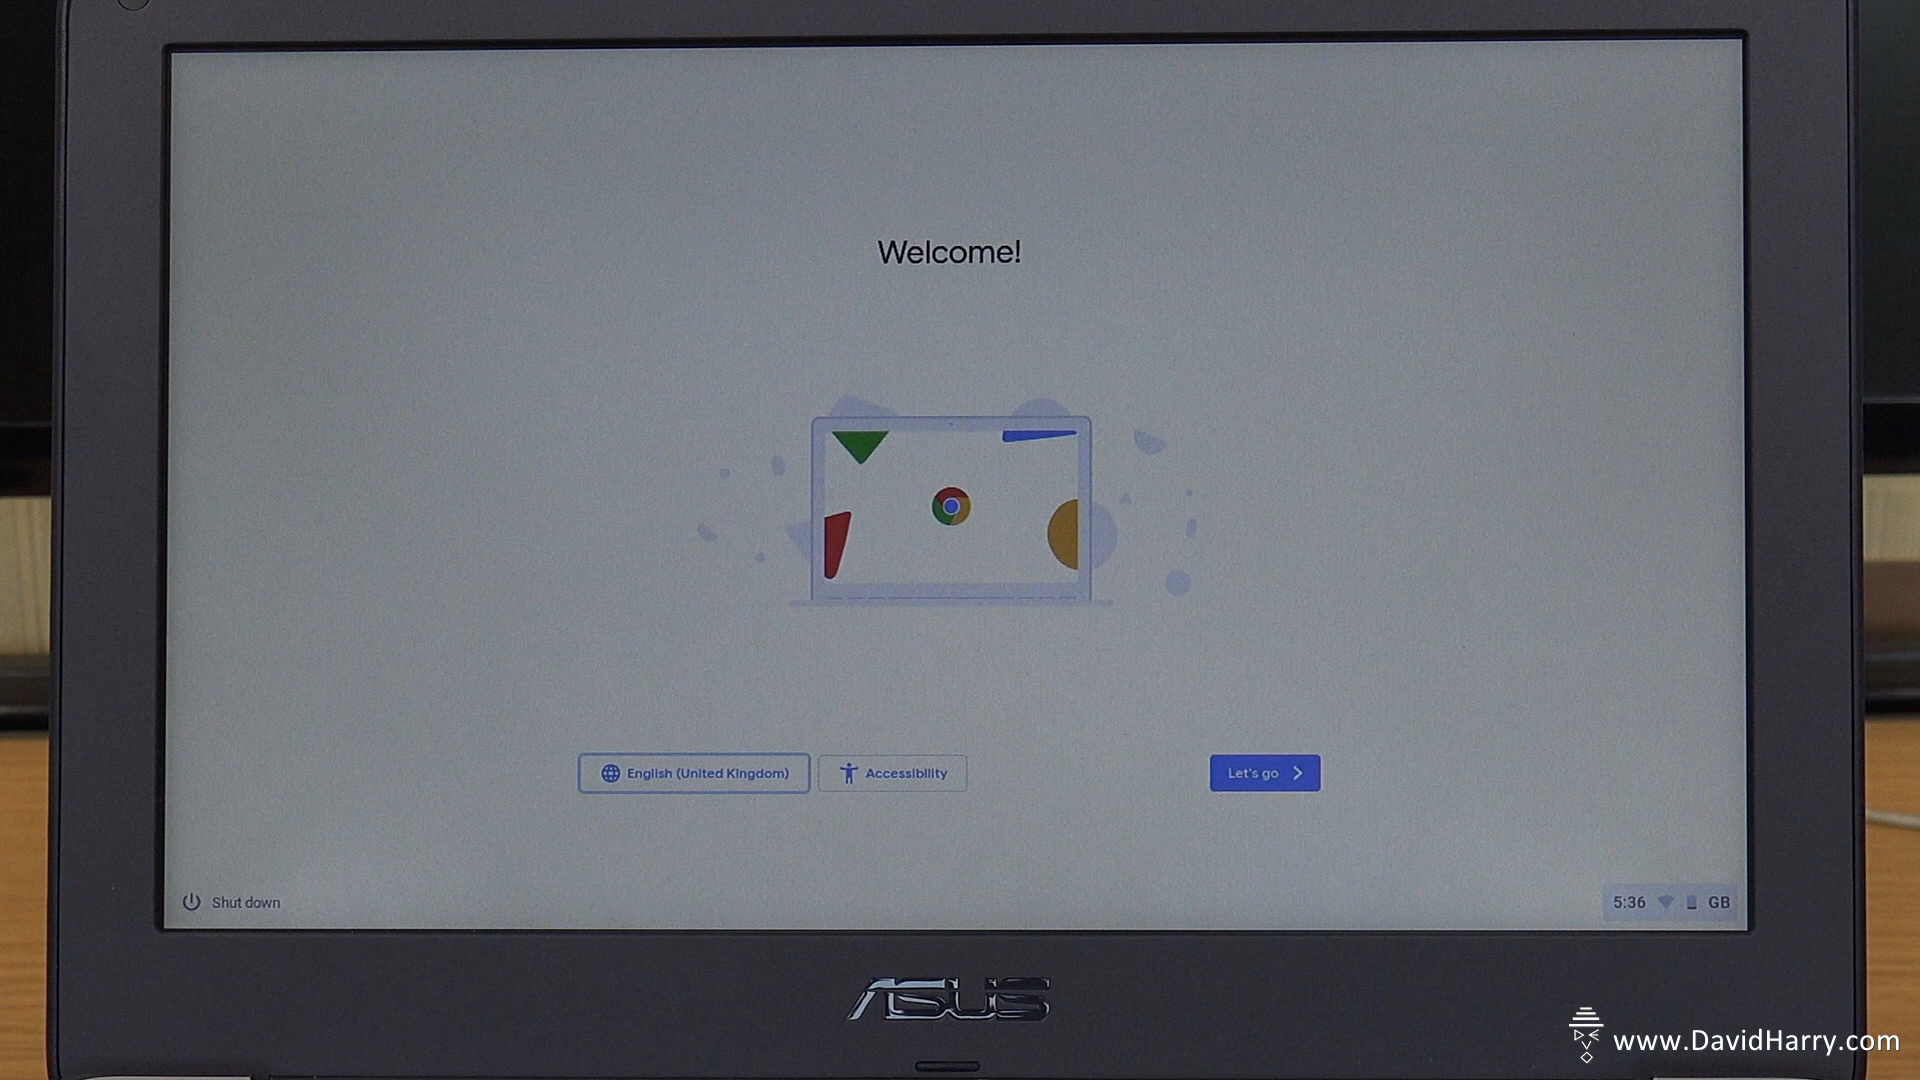 Welcome!
English (United Kingdom)
Accessibility
Let's go
Shut down
5:36 GB
ASUS
www.DavidHarry.com